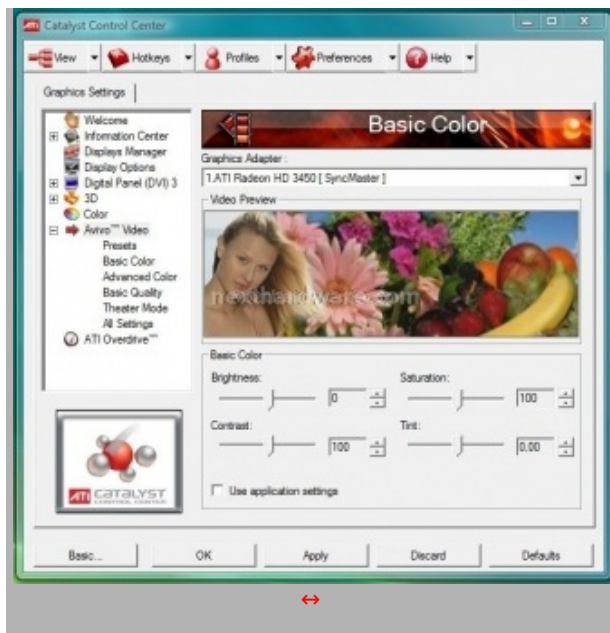 Catalyst Control Center
View Hotkeys Profiles Preferences Help
Graphics Settings
Welcome
Information Center
Displays Manager
Display Options
Digital Panel (DVI) 3
3D
Color
Avivo™ Video
Presets
Basic Color
Advanced Color
Basic Quality
Theater Mode
All Settings
ATI Overdrive™
ATI CATALYST
CONTROL CENTER
Basic Color
Graphics Adapter :
1.ATI Radeon HD 3450 [ SyncMaster ]
Video Preview
nexthardware.com
Basic Color
Brightness: 0
Saturation: 100
Contrast: 100
Tint: 0.00
Use application settings
Basic... OK Apply Discard Defaults